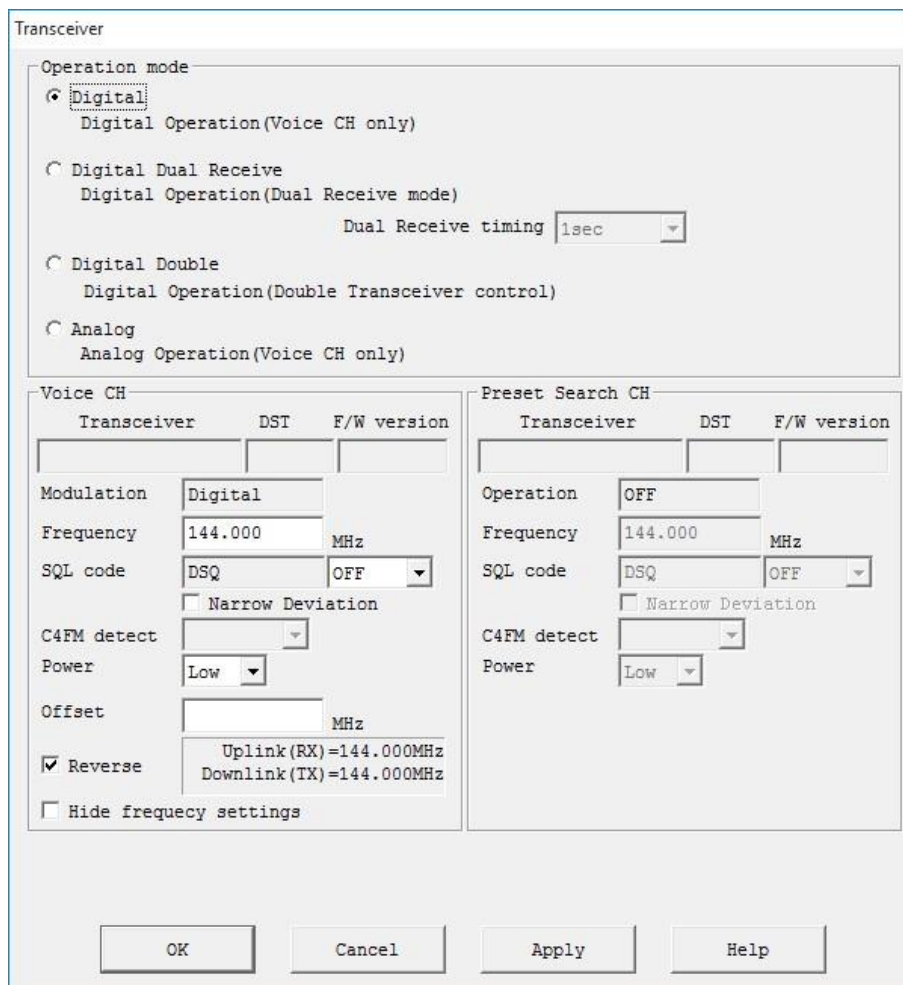 Transceiver
Operation mode
Digital
Digital Operation(Voice CH only)
Digital Dual Receive
Digital Operation(Dual Receive mode)
Dual Receive timing 1sec
Digital Double
Digital Operation(Double Transceiver control)
Analog
Analog Operation(Voice CH only)
Voice CH
Transceiver DST F/W version
Modulation Digital
Frequency 144.000 MHz
SQL code DSQ OFF
Narrow Deviation
C4FM detect
Power Low
Offset MHz
Reverse
Uplink(RX)=144.000MHz
Downlink(TX)=144.000MHz
Hide frequecy settings
Preset Search CH
Transceiver DST F/W version
Operation OFF
Frequency 144.000 MHz
SQL code DSQ OFF
Narrow Deviation
C4FM detect
Power Low
OK Cancel Apply Help